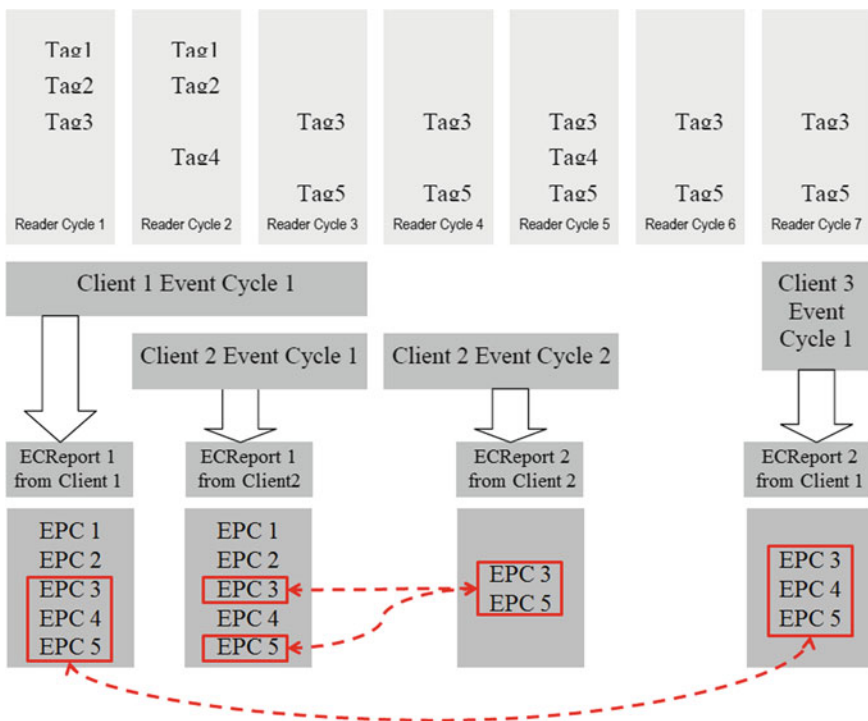 Tag1
Tag2
Tag3
Reader Cycle 1
Tag1
Tag2
Tag4
Reader Cycle 2
Tag3
Tag5
Reader Cycle 3
Tag3
Tag5
Reader Cycle 4
Tag3
Tag4
Tag5
Reader Cycle 5
Tag3
Tag5
Reader Cycle 6
Tag3
Tag5
Reader Cycle 7
Client 1 Event Cycle 1
Client 2 Event Cycle 1
Client 2 Event Cycle 2
Client 3
Event
Cycle 1
ECReport 1
from Client 1
ECReport 1
from Client2
ECReport 2
from Client 2
ECReport 2
from Client 1
EPC 1
EPC 2
EPC 3
EPC 4
EPC 5
EPC 1
EPC 2
EPC 3
EPC 4
EPC 5
EPC 3
EPC 5
EPC 3
EPC 4
EPC 5